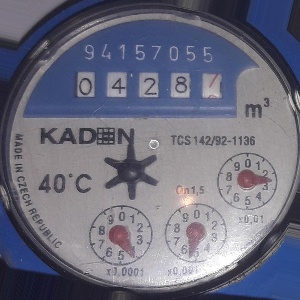 94157055
04287
m³
KADEN
TCS 142/92-1136
40°C
Qn1,5
MADE IN CZECH REPUBLIC
x0,01
x0.0001
x0.001